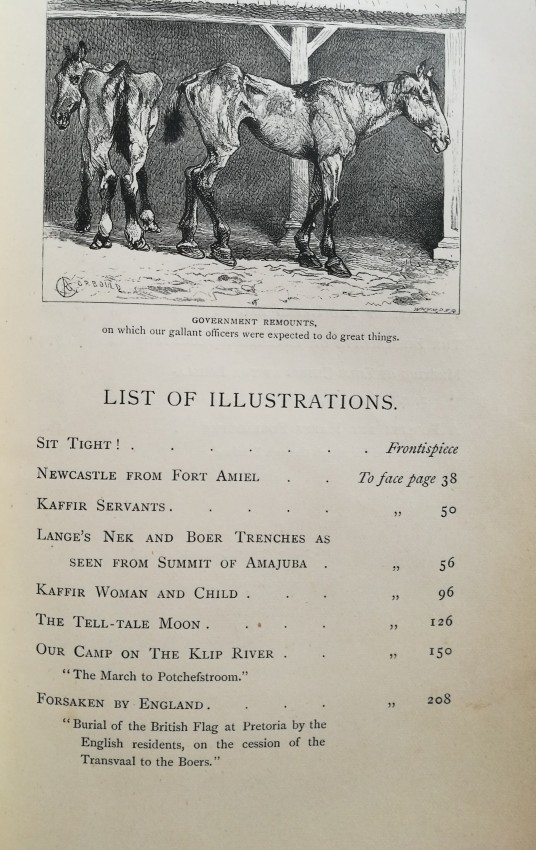 GOVERNMENT REMOUNTS,
on which our gallant officers were expected to do great things.
LIST OF ILLUSTRATIONS.
SIT TIGHT! . . . . . . . Frontispiece
NEWCASTLE FROM FORT AMIEL . . To face page 38
KAFFIR SERVANTS . . . . . „ 50
LANGE'S NEK AND BOER TRENCHES AS
SEEN FROM SUMMIT OF AMAJUBA . „ 56
KAFFIR WOMAN AND CHILD . . . „ 96
THE TELL-TALE MOON . . . . „ 126
OUR CAMP ON THE KLIP RIVER . . „ 150
"The March to Potchefstroom."
FORSAKEN BY ENGLAND . . . . „ 208
"Burial of the British Flag at Pretoria by the
English residents, on the cession of the
Transvaal to the Boers."